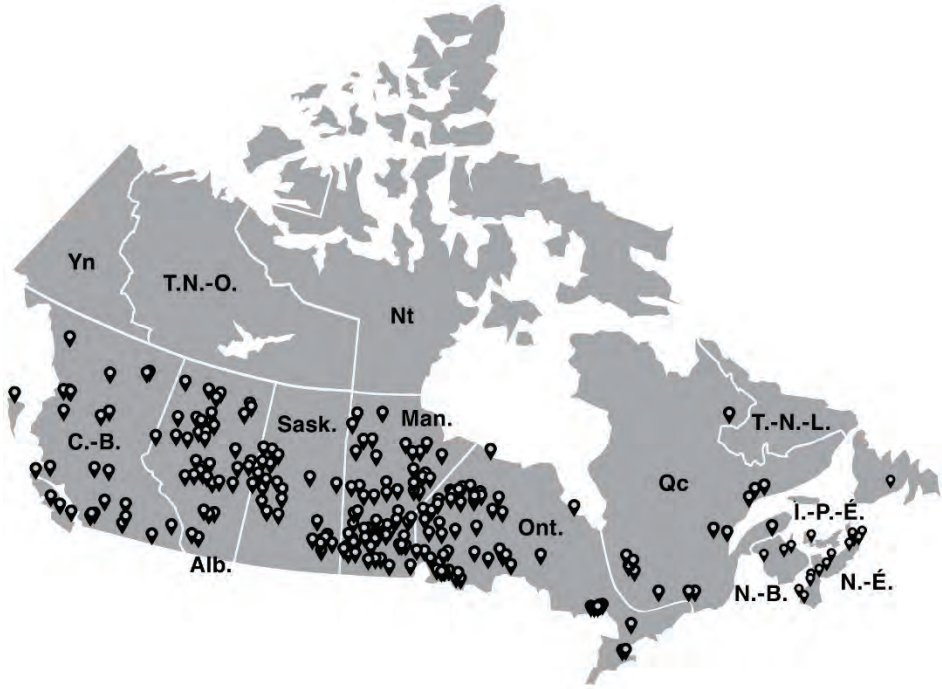 Yn
T.N.-O.
Nt
C.-B.
Sask.
Man.
T.-N.-L.
Qc
Î.-P.-É.
Ont.
Alb.
N.-B.
N.-É.